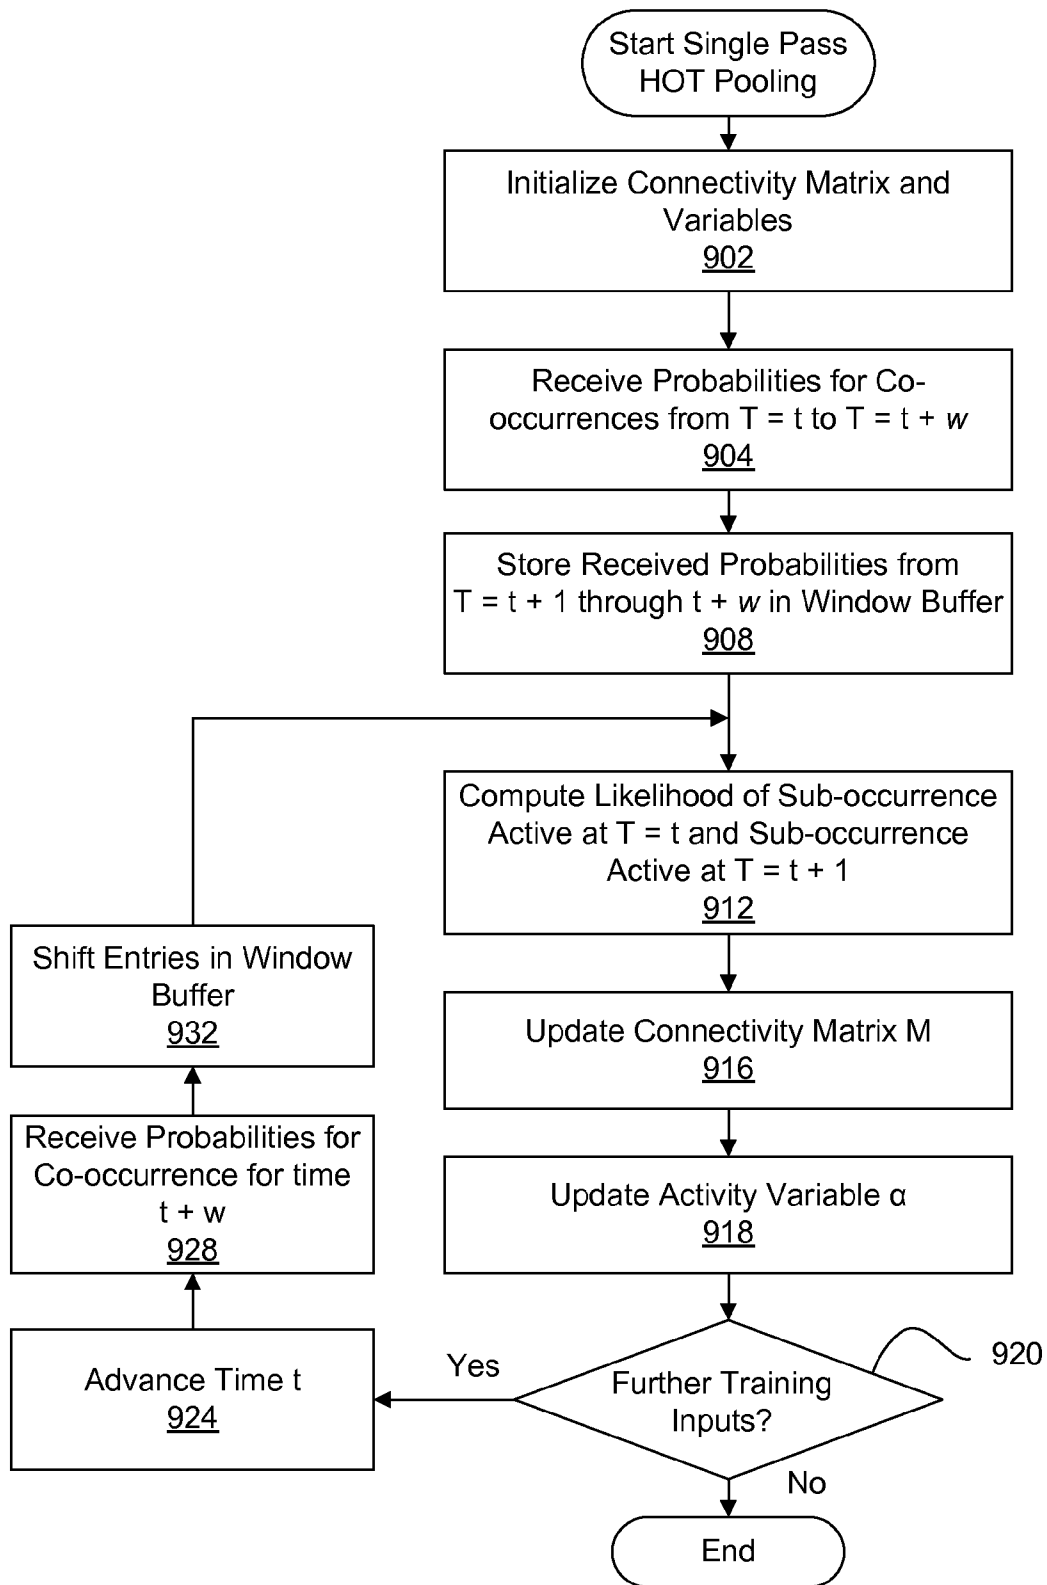 Start Single Pass
HOT Pooling
Initialize Connectivity Matrix and
Variables
902
Receive Probabilities for Co-
occurrences from T = t to T = t + w
904
Store Received Probabilities from
T = t + 1 through t + w in Window Buffer
908
Compute Likelihood of Sub-occurrence
Active at T = t and Sub-occurrence
Active at T = t + 1
912
Update Connectivity Matrix M
916
Update Activity Variable α
918
Further Training
Inputs?
920
Yes
Advance Time t
924
Receive Probabilities for
Co-occurrence for time
t + w
928
Shift Entries in Window
Buffer
932
No
End